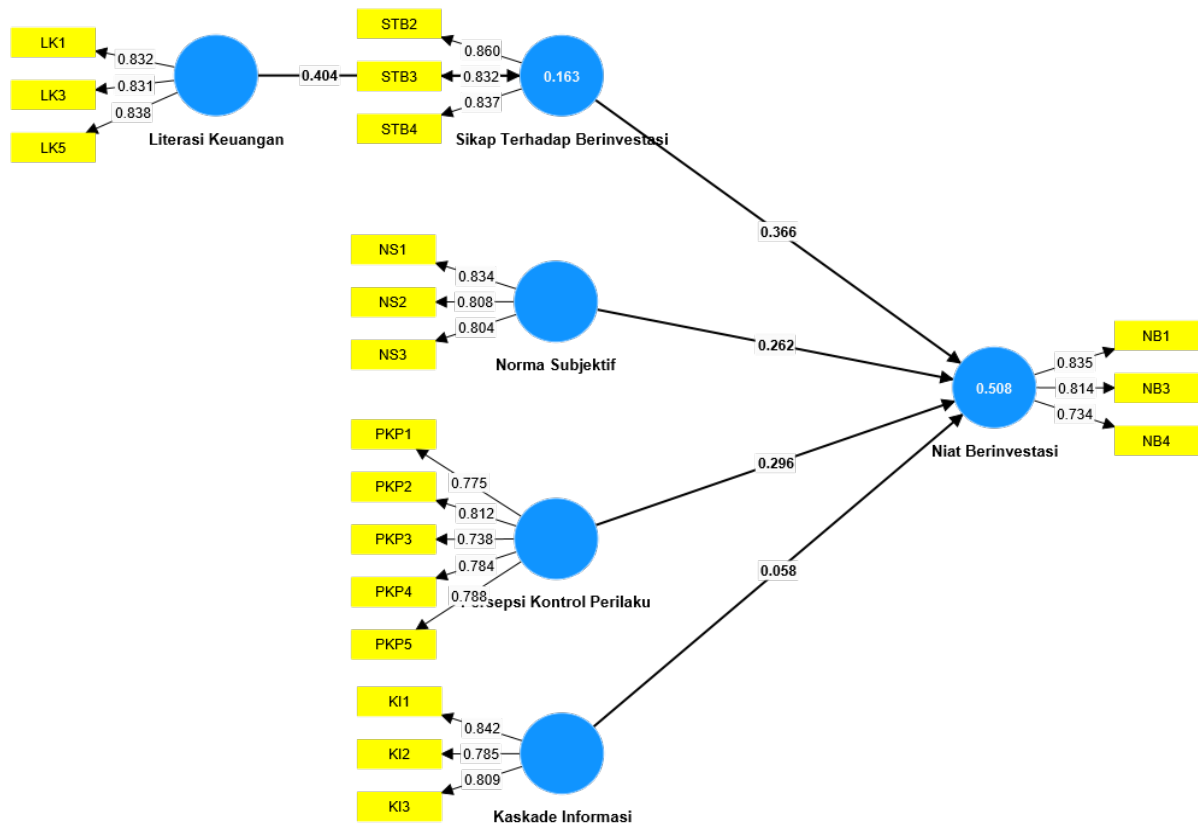 LK1
0.832
LK3
0.831
LK5
0.838
Literasi Keuangan
0.404
STB2
0.860
STB3
0.832
STB4
0.837
0.163
Sikap Terhadap Berinvestasi
0.366
NS1
0.834
NS2
0.808
NS3
0.804
Norma Subjektif
0.262
PKP1
0.775
PKP2
0.812
PKP3
0.738
PKP4
0.784
PKP5
0.788
Persepsi Kontrol Perilaku
0.296
KI1
0.842
KI2
0.785
KI3
0.809
Kaskade Informasi
0.058
0.508
Niat Berinvestasi
NB1
0.835
NB3
0.814
NB4
0.734